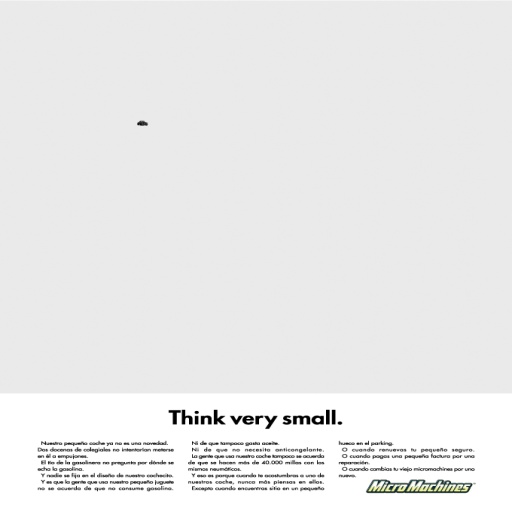 Think very small.
Nuestro pequeño coche ya no es una novedad.
Dos docenas de colegiales no intentarían meterse
en él a empujones.
El tío de la gasolinera no pregunta por dónde se
echa la gasolina.
Y nadie se fija en el diseño de nuestro cochecito.
Y es que la gente que usa nuestro pequeño juguete
no se acuerda de que no consume gasolina.
Ni de que tampoco gasta aceite.
Ni de que no necesita anticongelante.
La gente que usa nuestro coche tampoco se acuerda
de que se hacen más de 40.000 millas con los
mismos neumáticos.
Y eso es porque cuando te acostumbras a uno de
nuestros coches, nunca más piensas en ellos.
Excepto cuando encuentras sitio en un pequeño
hueco en el parking.
O cuando renuevas tu pequeño seguro.
O cuando pagas una pequeña factura por una
reparación.
O cuando cambias tu viejo micromachines por uno
nuevo.
MicroMachines